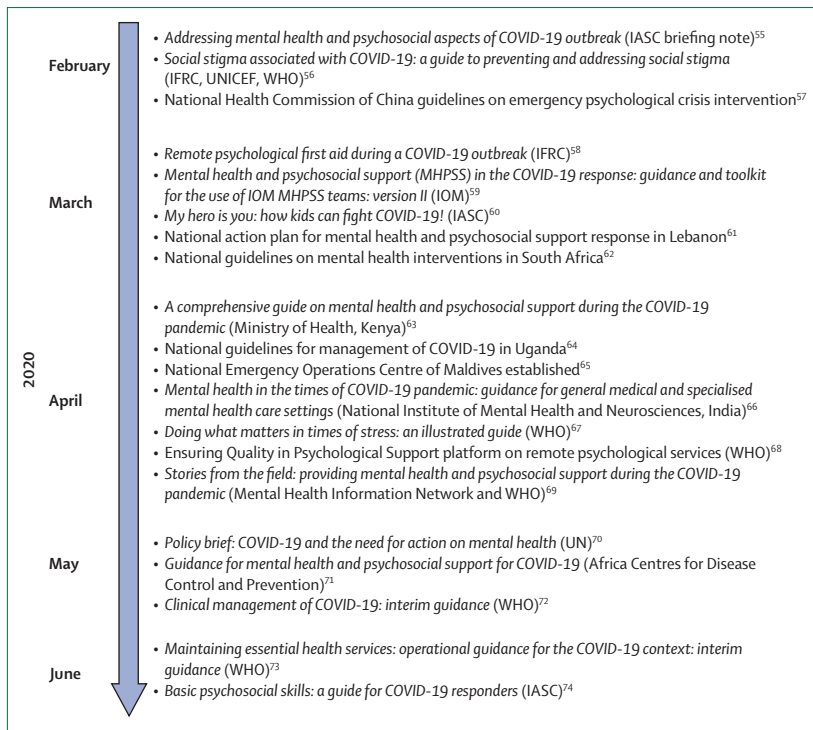 2020
February
• Addressing mental health and psychosocial aspects of COVID-19 outbreak (IASC briefing note)⁵⁵
• Social stigma associated with COVID-19: a guide to preventing and addressing social stigma
(IFRC, UNICEF, WHO)⁵⁶
• National Health Commission of China guidelines on emergency psychological crisis intervention⁵⁷
March
• Remote psychological first aid during a COVID-19 outbreak (IFRC)⁵⁸
• Mental health and psychosocial support (MHPSS) in the COVID-19 response: guidance and toolkit
for the use of IOM MHPSS teams: version II (IOM)⁵⁹
• My hero is you: how kids can fight COVID-19! (IASC)⁶⁰
• National action plan for mental health and psychosocial support response in Lebanon⁶¹
• National guidelines on mental health interventions in South Africa⁶²
April
• A comprehensive guide on mental health and psychosocial support during the COVID-19
pandemic (Ministry of Health, Kenya)⁶³
• National guidelines for management of COVID-19 in Uganda⁶⁴
• National Emergency Operations Centre of Maldives established⁶⁵
• Mental health in the times of COVID-19 pandemic: guidance for general medical and specialised
mental health care settings (National Institute of Mental Health and Neurosciences, India)⁶⁶
• Doing what matters in times of stress: an illustrated guide (WHO)⁶⁷
• Ensuring Quality in Psychological Support platform on remote psychological services (WHO)⁶⁸
• Stories from the field: providing mental health and psychosocial support during the COVID-19
pandemic (Mental Health Information Network and WHO)⁶⁹
May
• Policy brief: COVID-19 and the need for action on mental health (UN)⁷⁰
• Guidance for mental health and psychosocial support for COVID-19 (Africa Centres for Disease
Control and Prevention)⁷¹
• Clinical management of COVID-19: interim guidance (WHO)⁷²
June
• Maintaining essential health services: operational guidance for the COVID-19 context: interim
guidance (WHO)⁷³
• Basic psychosocial skills: a guide for COVID-19 responders (IASC)⁷⁴